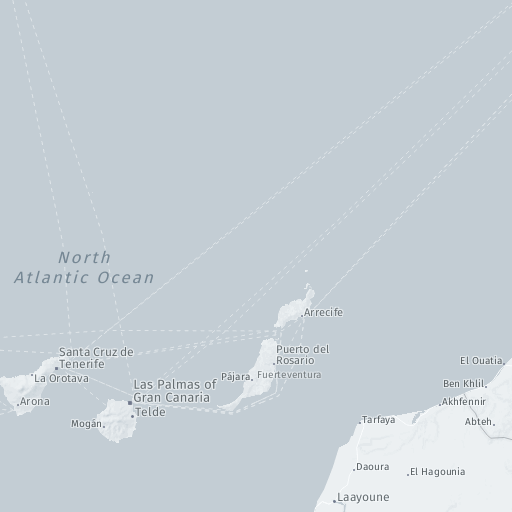 North
Atlantic Ocean
Arrecife
Santa Cruz de
Tenerife
La Orotava
Arona
Puerto del
Rosario
Fuerteventura
Pájara
Las Palmas of
Gran Canaria
Telde
Mogán
El Ouatia
Ben Khlil
Akhfennir
Abteh
Tarfaya
Daoura
El Hagounia
Laayoune